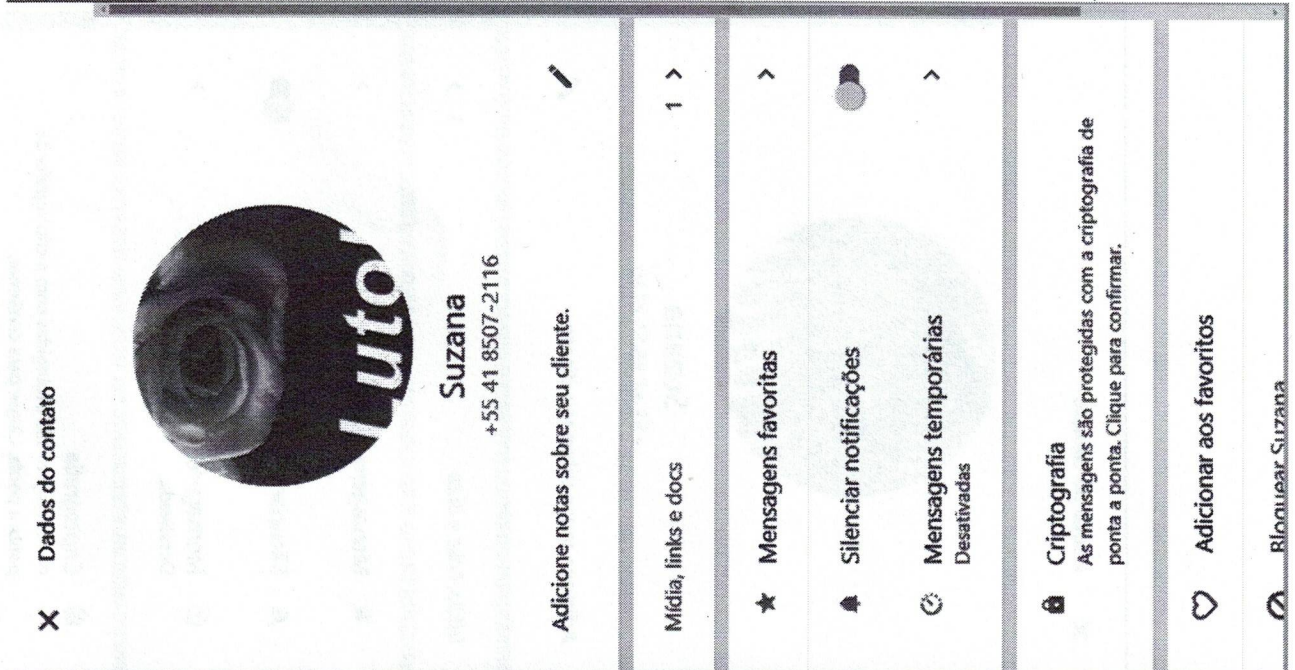 Dados do contato
Luto!
Suzana
+55 41 8507-2116
Adicione notas sobre seu cliente.
Mídia, links e docs 1
Mensagens favoritas
Silenciar notificações
Mensagens temporárias
Desativadas
Criptografia
As mensagens são protegidas com a criptografia de
ponta a ponta. Clique para confirmar.
Adicionar aos favoritos
Bloquear Suzana